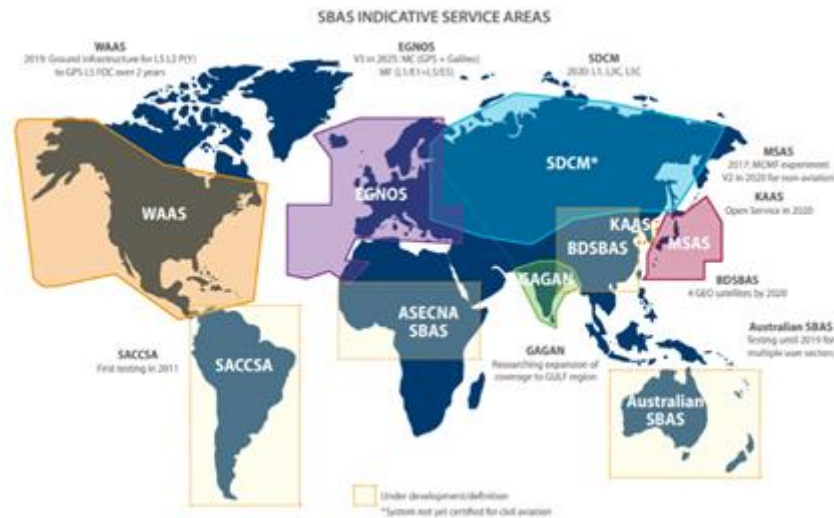 SBAS INDICATIVE SERVICE AREAS
WAAS
2019: Ground infrastructure for L5 L2 P(Y)
to GPS L5 FOC over 2 years
EGNOS
V3 in 2025: MC (GPS + Galileo)
MF (L1/E1+L5/E5)
SDCM
2020: L1, L2C, L5C
MSAS
2017: MCMF experiment
V2 in 2020 for non-aviation
KAAS
Open Service in 2020
WAAS
EGNOS
SDCM*
KAAS
BDSBAS
MSAS
GAGAN
BDSBAS
4 GEO satellites by 2020
ASECNA
SBAS
Australian SBAS
Testing until 2019 for
multiple user sectors
SACCSA
First testing in 2011
SACCSA
GAGAN
Researching expansion of
coverage to GULF region
Australian
SBAS
Under development/definition
*System not yet certified for civil aviation